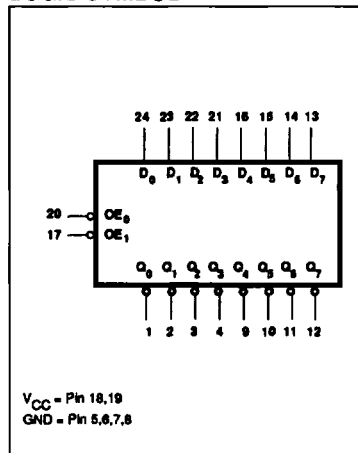 24 23 22 21 16 15 14 13
D0 D1 D2 D3 D4 D5 D6 D7
20 OE0
17 OE1
Q0 Q1 Q2 Q3 Q4 Q5 Q6 Q7
1 2 3 4 9 10 11 12
VCC = Pin 18,19
GND = Pin 5,6,7,8